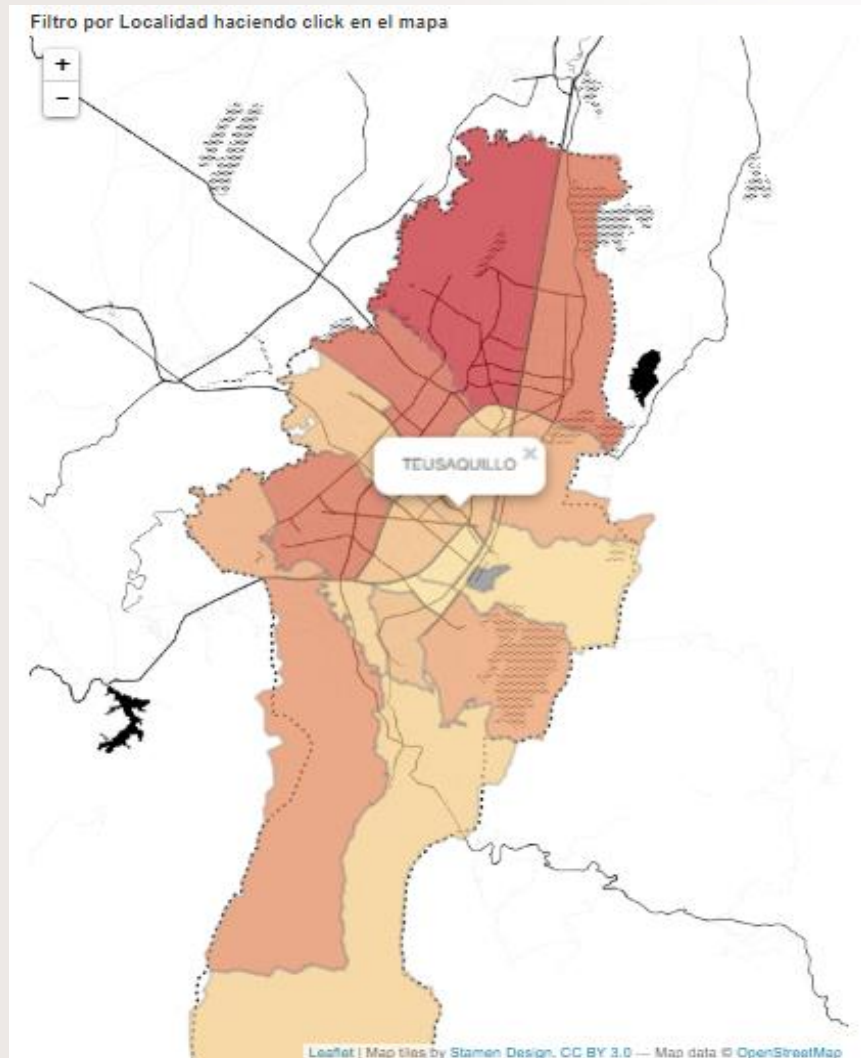 Filtro por Localidad haciendo click en el mapa
+
−
TEUSAQUILLO ×
Leaflet | Map tiles by Stamen Design, CC BY 3.0 — Map data © OpenStreetMap